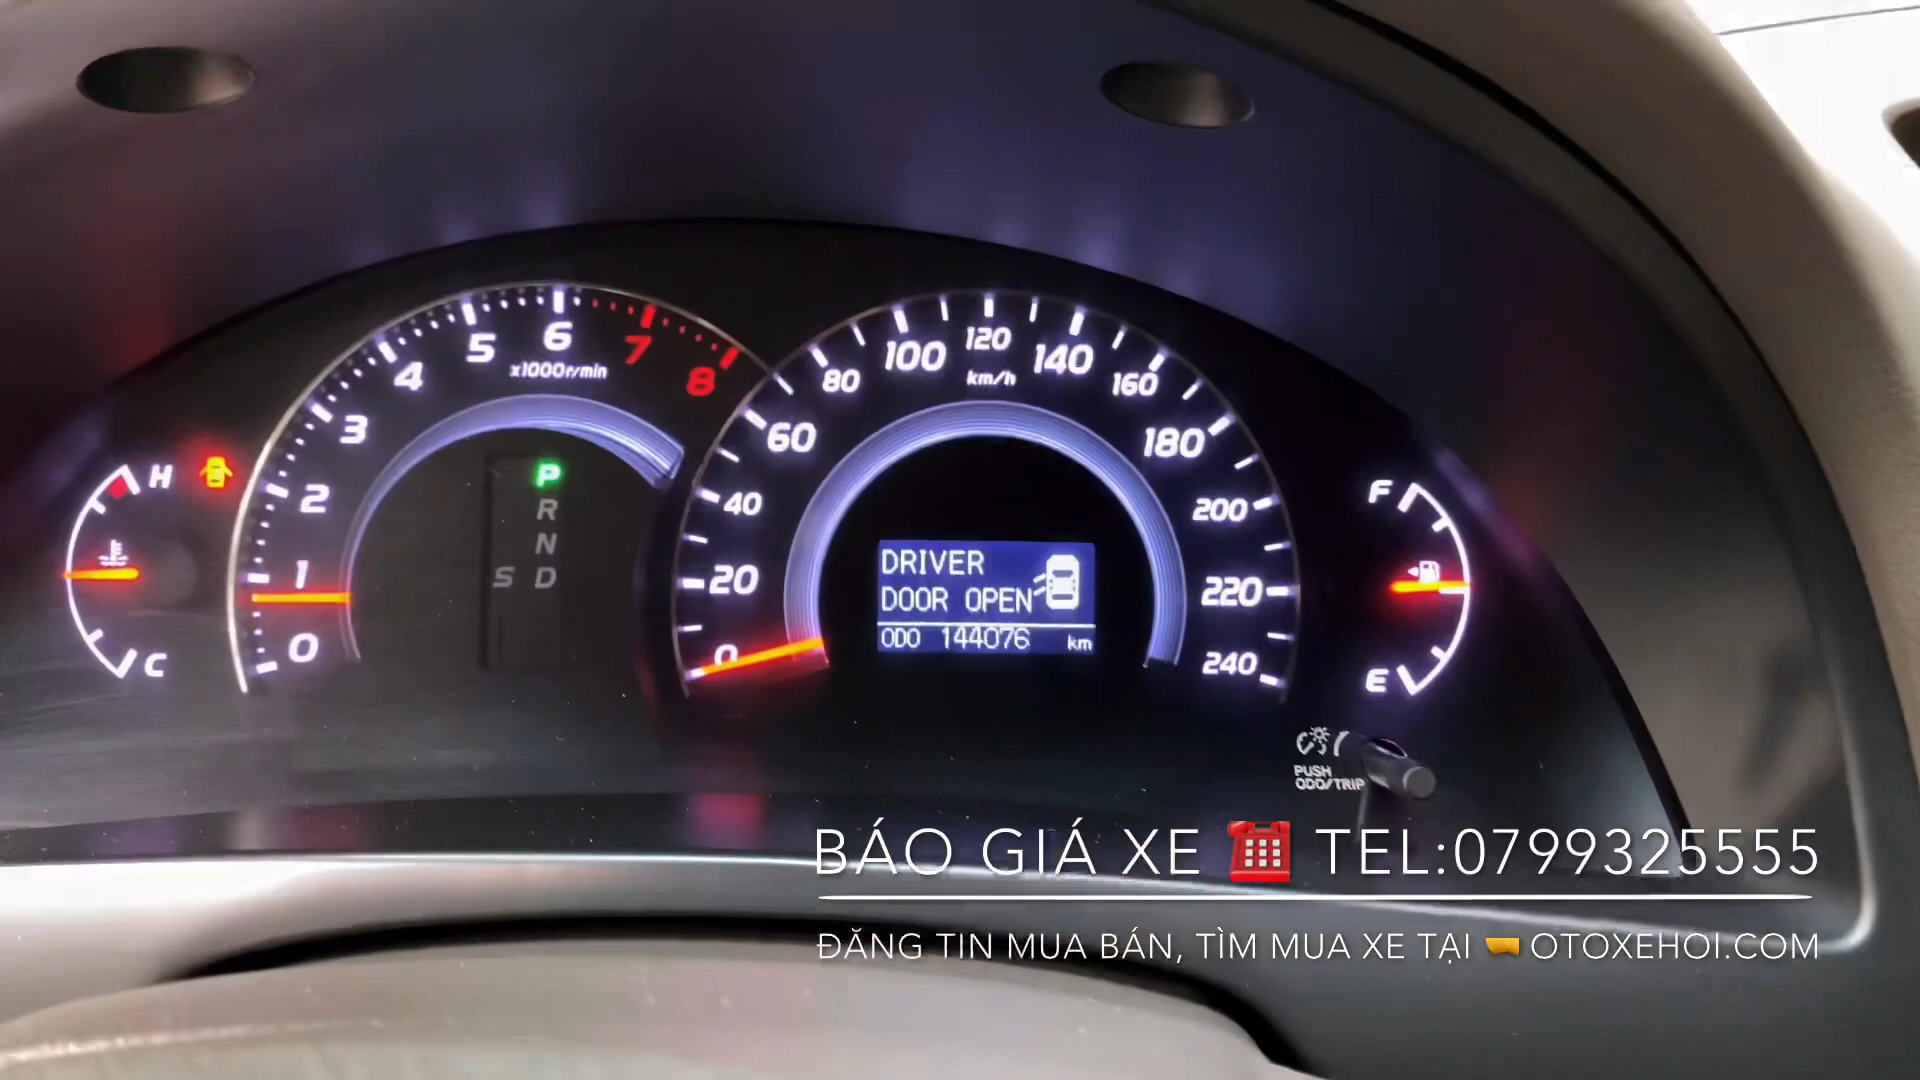 H
C
0
1
2
3
4
5
6
7
8
x1000r/min
P
R
N
S D
0
20
40
60
80
100
120
140
160
180
200
220
240
km/h
DRIVER
DOOR OPEN
ODO 144076 km
F
E
PUSH
ODO/TRIP
BÁO GIÁ XE ☎️ TEL:0799325555
ĐĂNG TIN MUA BÁN, TÌM MUA XE TẠI OTOXEHOI.COM